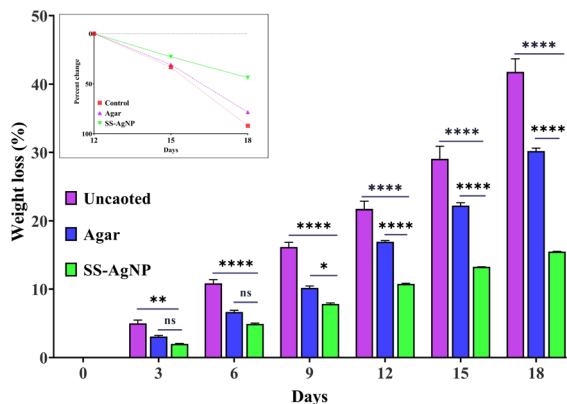 50
40
30
20
10
0
Weight loss (%)
0
50
100
Percent change
12
15
18
Days
Control
Agar
SS-AgNP
Uncaoted
Agar
SS-AgNP
**
ns
****
ns
****
*
****
****
****
****
****
****
0
3
6
9
12
15
18
Days